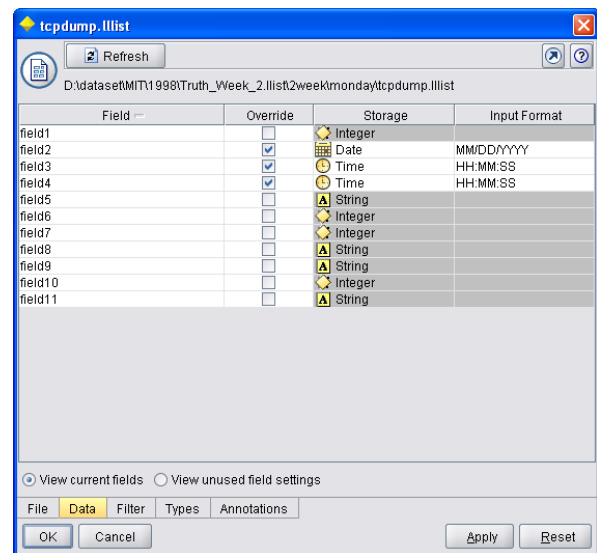 tcpdump.lllist
Refresh
D:\dataset\MIT\1998\Truth_Week_2.llist\2week\monday\tcpdump.lllist
Field Override Storage Input Format
field1 Integer
field2 Date MM/DD/YYYY
field3 Time HH:MM:SS
field4 Time HH:MM:SS
field5 A String
field6 Integer
field7 Integer
field8 A String
field9 A String
field10 Integer
field11 A String
View current fields View unused field settings
File Data Filter Types Annotations
OK Cancel Apply Reset